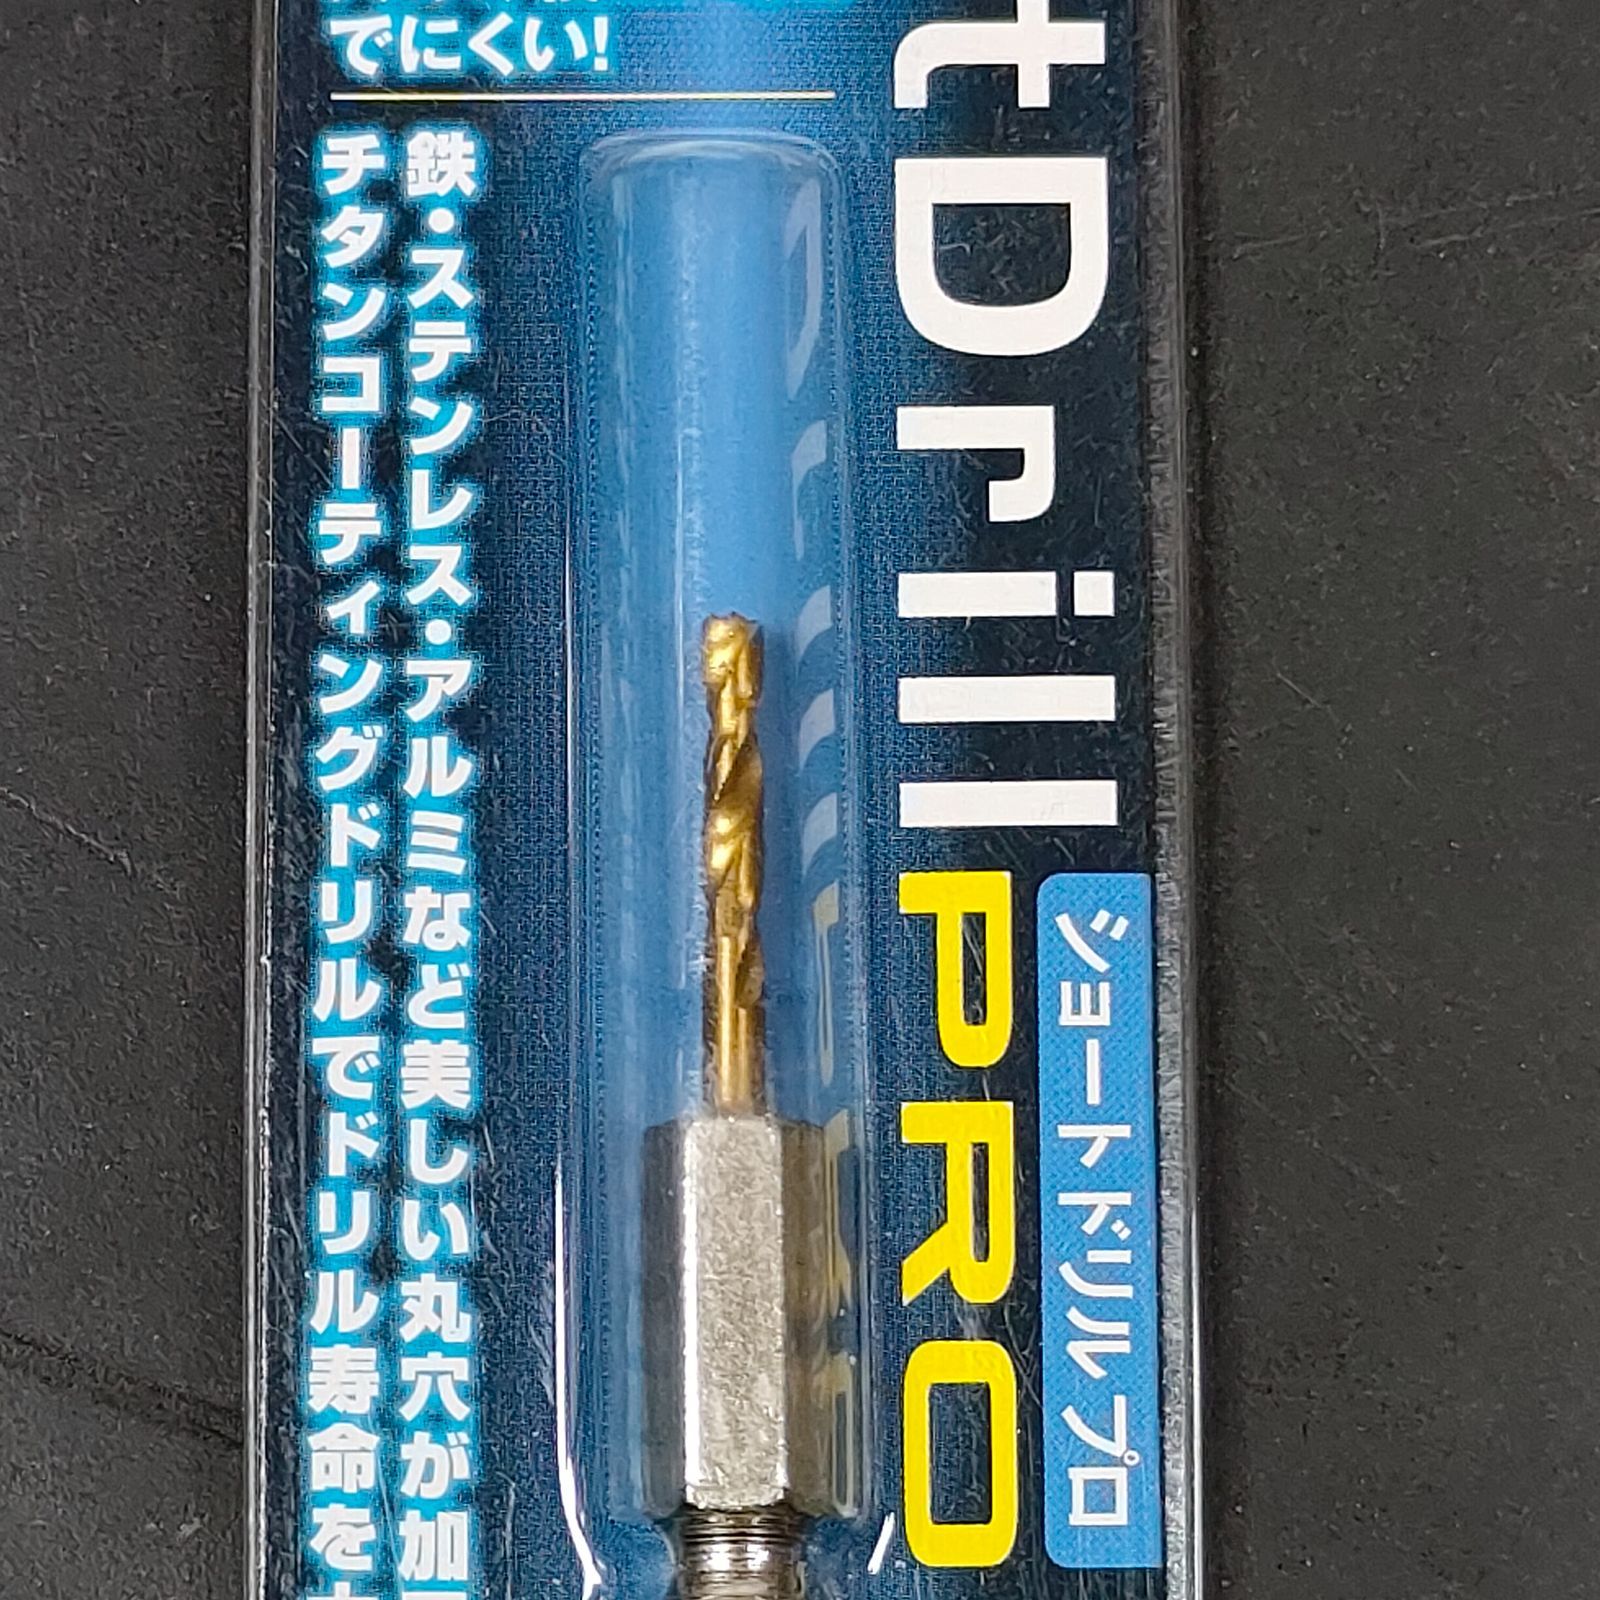 でにくい!
鉄・ステンレス・アルミなど美しい丸穴が加
チタンコーティングドリルでドリル寿命を
tDrillPRO
ショートドリルプロ